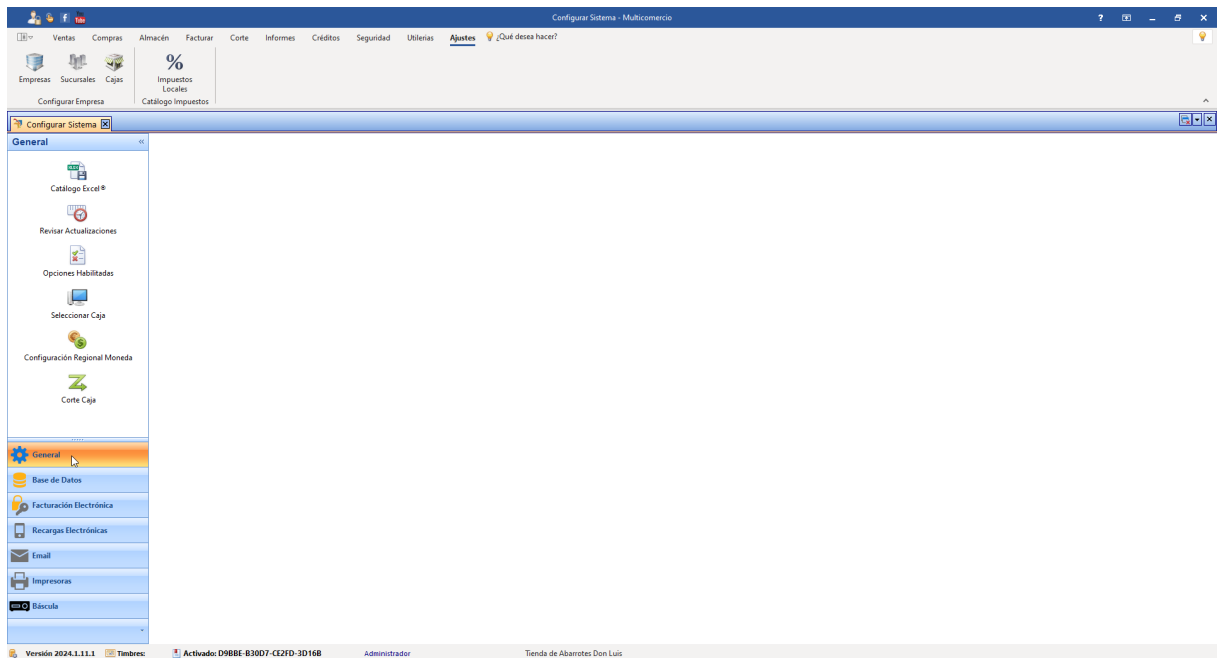 Configurar Sistema - Multicomercio
Ventas Compras Almacén Facturar Corte Informes Créditos Seguridad Utilerias Ajustes ¿Qué desea hacer?
Empresas Sucursales Cajas Impuestos Locales
Configurar Empresa Catálogo Impuestos
Configurar Sistema
General
Catálogo Excel®
Revisar Actualizaciones
Opciones Habilitadas
Seleccionar Caja
Configuración Regional Moneda
Corte Caja
General
Base de Datos
Facturación Electrónica
Recargas Electrónicas
Email
Impresoras
Báscula
Versión 2024.1.11.1 Timbres: Activado: D9BBE-B30D7-CE2FD-3D16B Administrador Tienda de Abarrotes Don Luis